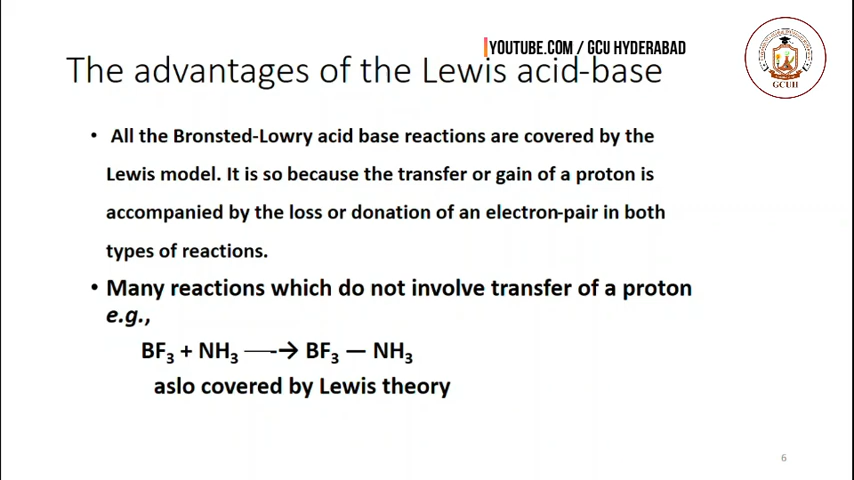 YOUTUBE.COM / GCU HYDERABAD
The advantages of the Lewis acid-base
GCUH
• All the Bronsted-Lowry acid base reactions are covered by the
Lewis model. It is so because the transfer or gain of a proton is
accompanied by the loss or donation of an electron-pair in both
types of reactions.
• Many reactions which do not involve transfer of a proton
e.g.,
BF₃ + NH₃ —-→ BF₃ — NH₃
aslo covered by Lewis theory
6